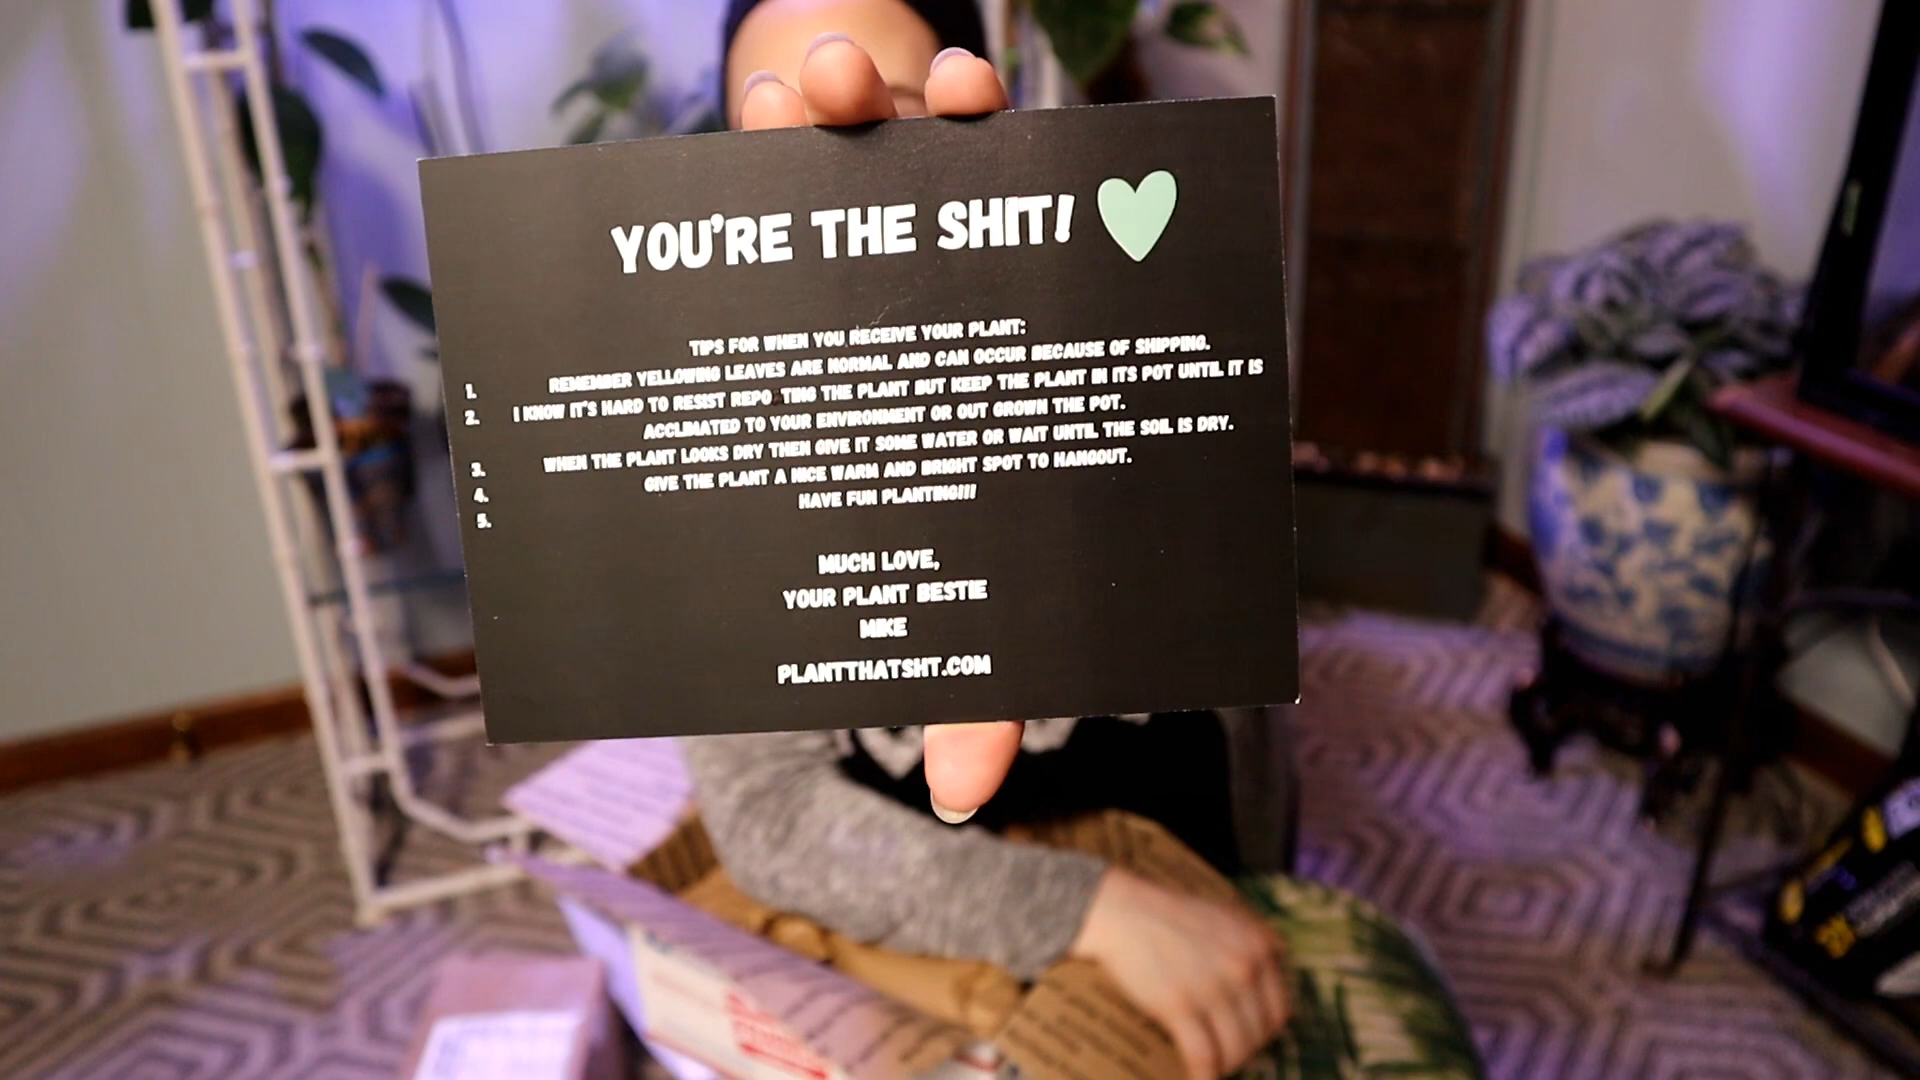 YOU'RE THE SHIT!
TIPS FOR WHEN YOU RECEIVE YOUR PLANT:
1. REMEMBER YELLOWING LEAVES ARE NORMAL AND CAN OCCUR BECAUSE OF SHIPPING.
2. I KNOW IT'S HARD TO RESIST REPO TING THE PLANT BUT KEEP THE PLANT IN ITS POT UNTIL IT IS
ACCLIMATED TO YOUR ENVIRONMENT OR OUT GROWN THE POT.
3. WHEN THE PLANT LOOKS DRY THEN GIVE IT SOME WATER OR WAIT UNTIL THE SOIL IS DRY.
4. GIVE THE PLANT A NICE WARM AND BRIGHT SPOT TO HANGOUT.
5. HAVE FUN PLANTING!!!
MUCH LOVE,
YOUR PLANT BESTIE
MIKE
PLANTTHATSHT.COM